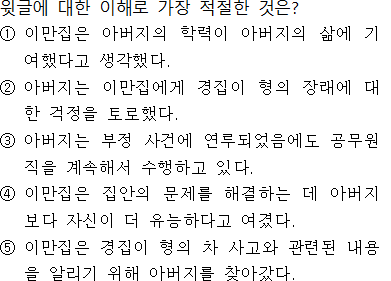 윗글에 대한 이해로 가장 적절한 것은?
① 이만집은 아버지의 학력이 아버지의 삶에 기
여했다고 생각했다.
② 아버지는 이만집에게 경집이 형의 장래에 대
한 걱정을 토로했다.
③ 아버지는 부정 사건에 연루되었음에도 공무원
직을 계속해서 수행하고 있다.
④ 이만집은 집안의 문제를 해결하는 데 아버지
보다 자신이 더 유능하다고 여겼다.
⑤ 이만집은 경집이 형의 차 사고와 관련된 내용
을 알리기 위해 아버지를 찾아갔다.